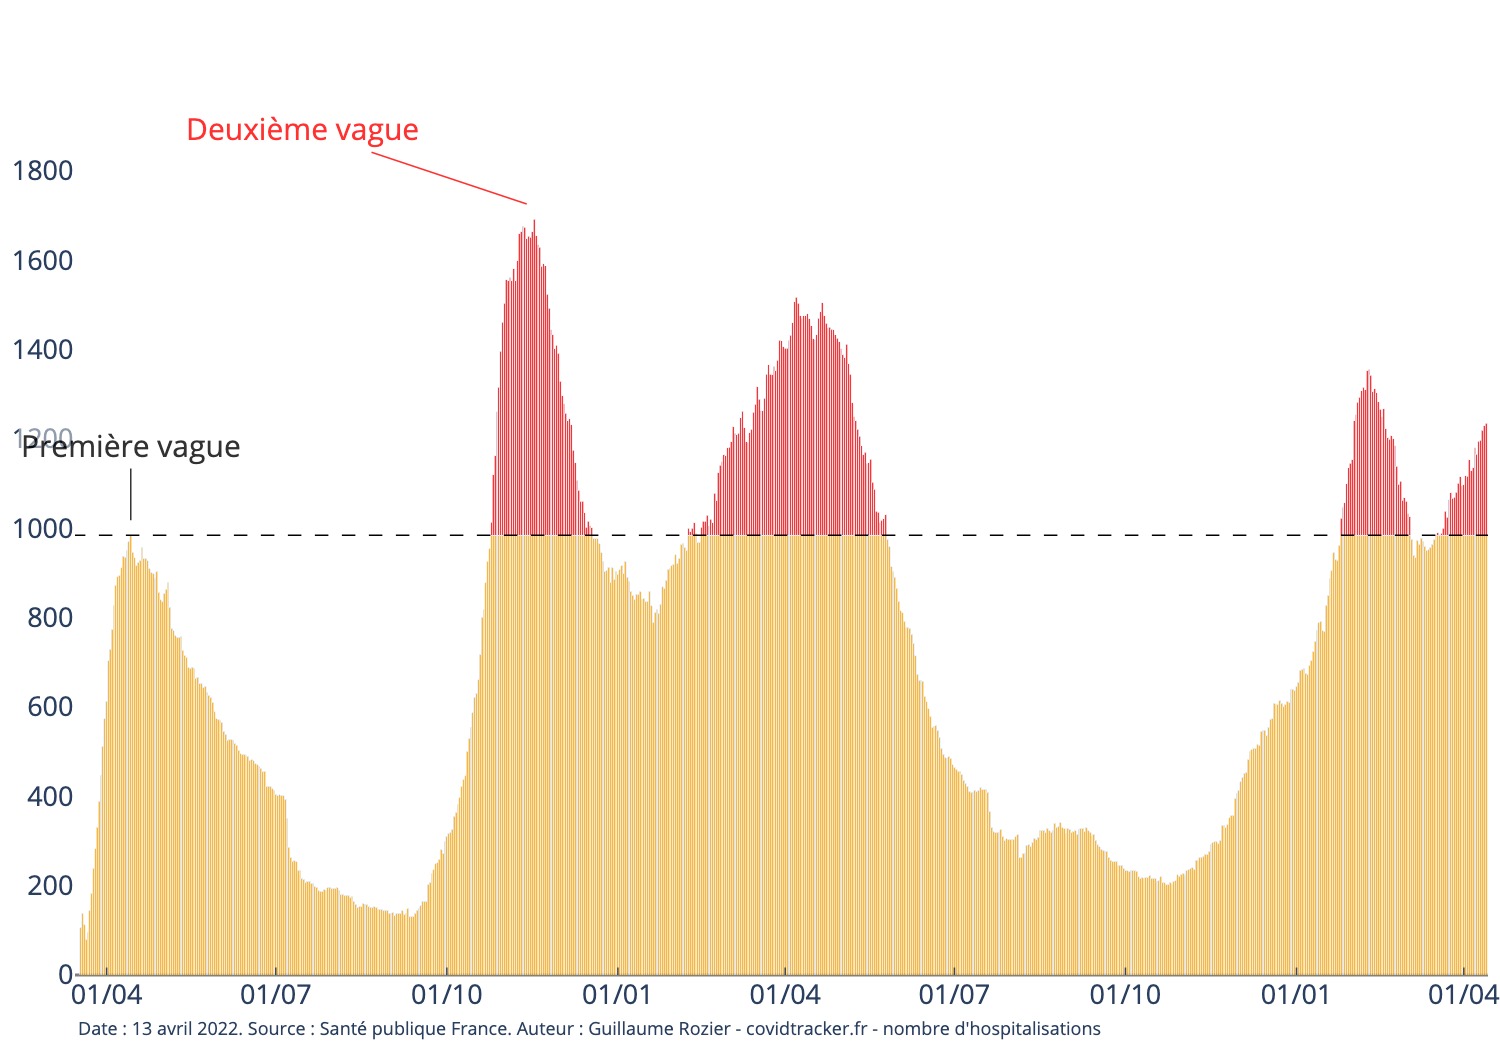 Deuxième vague
1800
1600
1400
1200
Première vague
1000
800
600
400
200
0
01/04 01/07 01/10 01/01 01/04 01/07 01/10 01/01 01/04
Date : 13 avril 2022. Source : Santé publique France. Auteur : Guillaume Rozier - covidtracker.fr - nombre d'hospitalisations